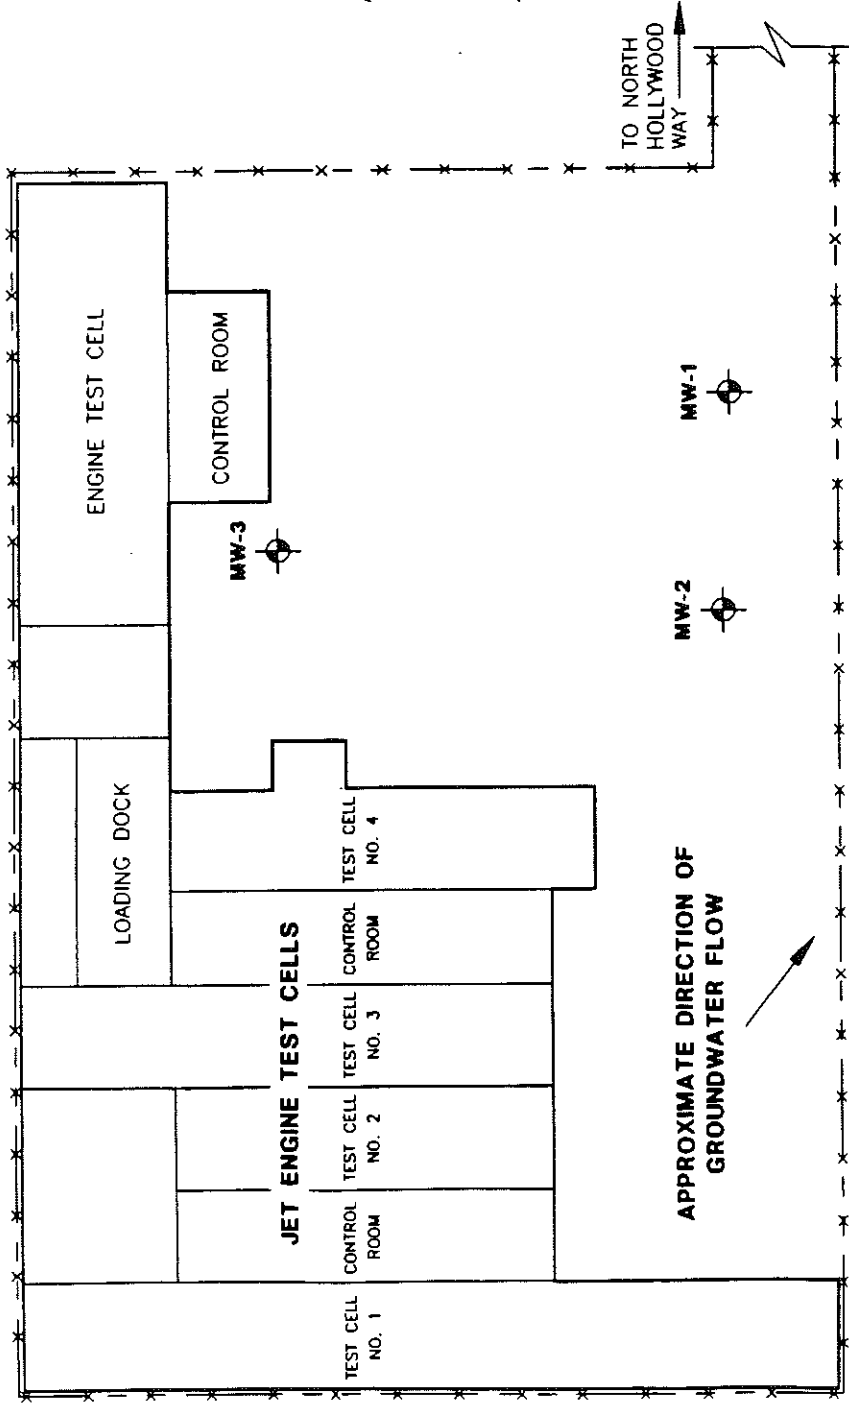 TO NORTH
HOLLYWOOD
WAY
ENGINE TEST CELL
CONTROL ROOM
MW-3
MW-1
MW-2
LOADING DOCK
JET ENGINE TEST CELLS
TEST CELL
NO. 1
CONTROL
ROOM
TEST CELL
NO. 2
TEST CELL
NO. 3
CONTROL
ROOM
TEST CELL
NO. 4
APPROXIMATE DIRECTION OF
GROUNDWATER FLOW